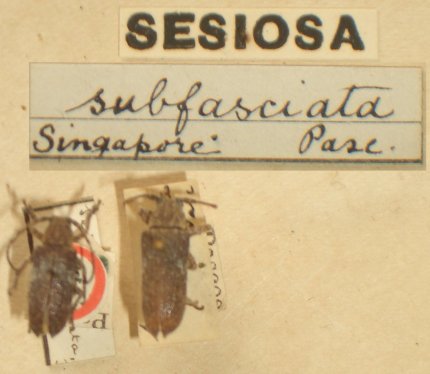 SESIOSA
subfasciata
Singapore. Pasc.